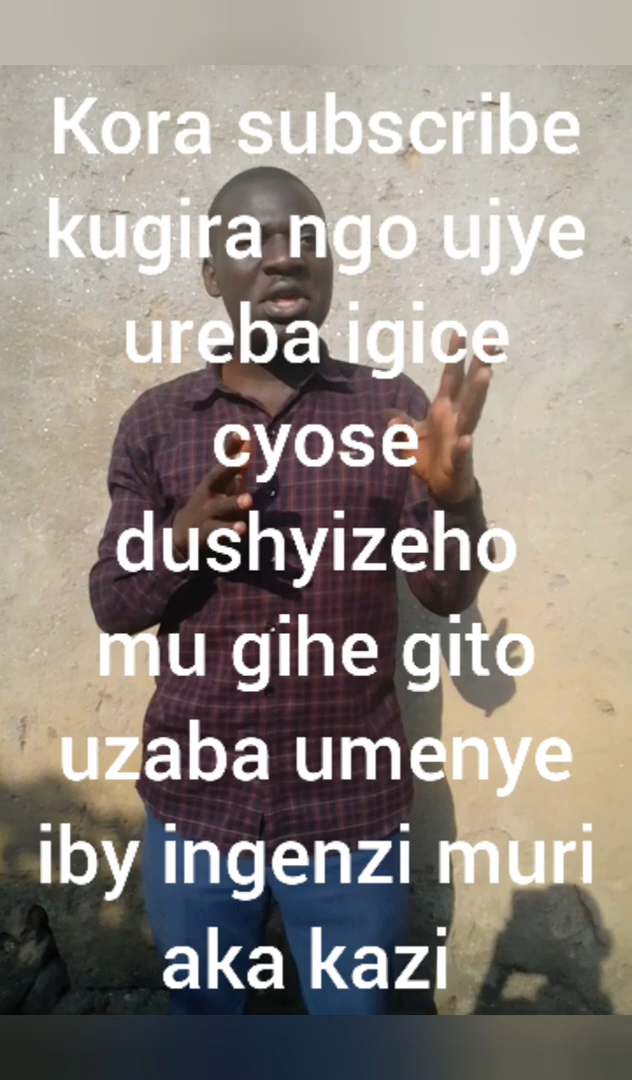 Kora subscribe
kugira ngo ujye
ureba igice
cyose
dushyizeho
mu gihe gito
uzaba umenye
iby ingenzi muri
aka kazi